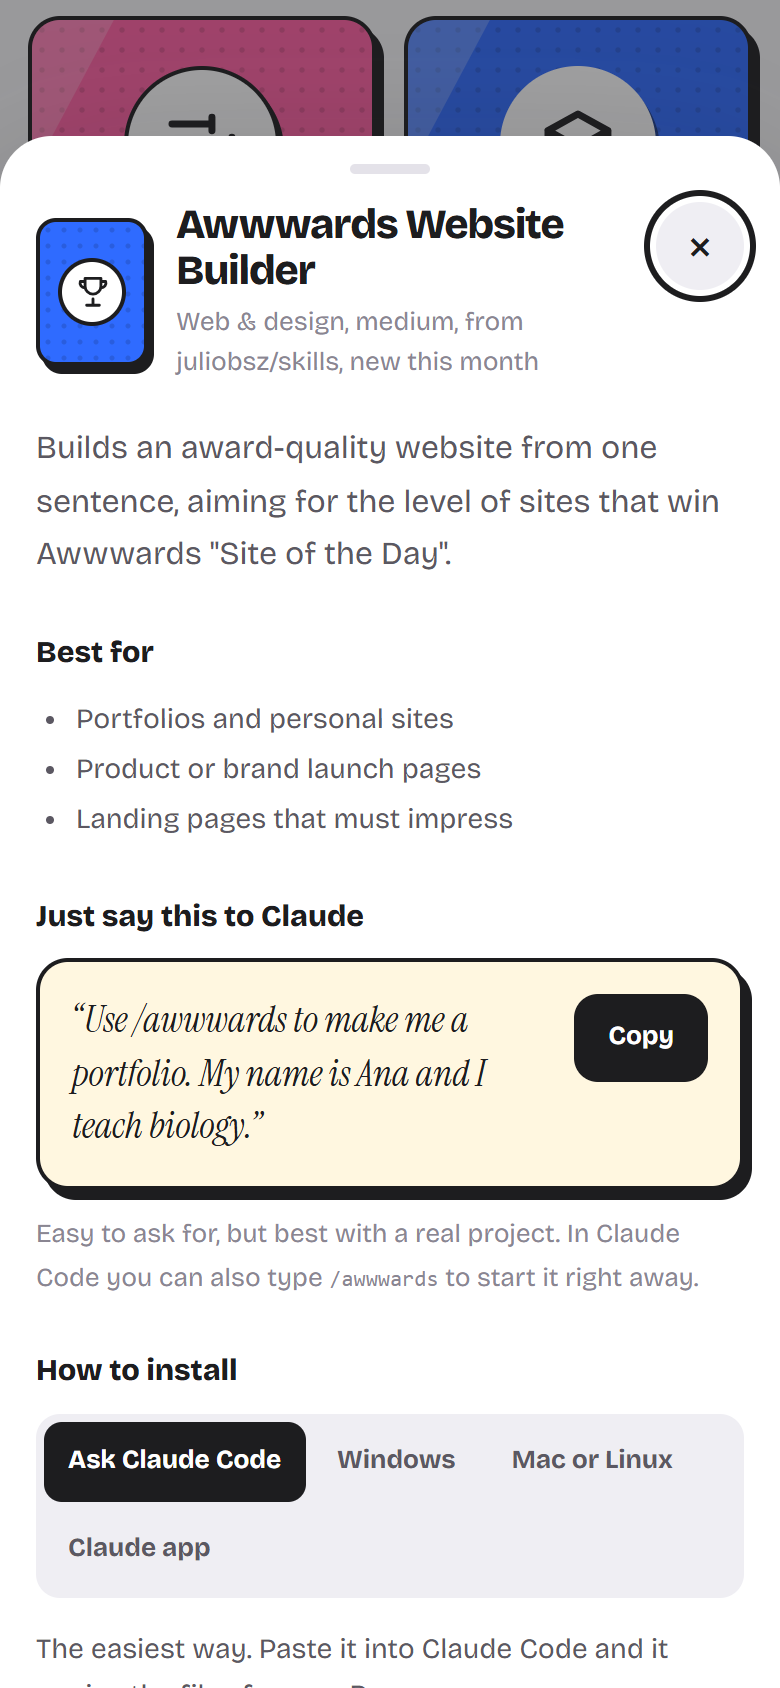 Awwwards Website
Builder
×
Web & design, medium, from
juliobsz/skills, new this month
Builds an award-quality website from one
sentence, aiming for the level of sites that win
Awwwards "Site of the Day".
Best for
• Portfolios and personal sites
• Product or brand launch pages
• Landing pages that must impress
Just say this to Claude
“Use /awwwards to make me a
portfolio. My name is Ana and I
teach biology.”
Copy
Easy to ask for, but best with a real project. In Claude
Code you can also type /awwwards to start it right away.
How to install
Ask Claude Code
Windows
Mac or Linux
Claude app
The easiest way. Paste it into Claude Code and it